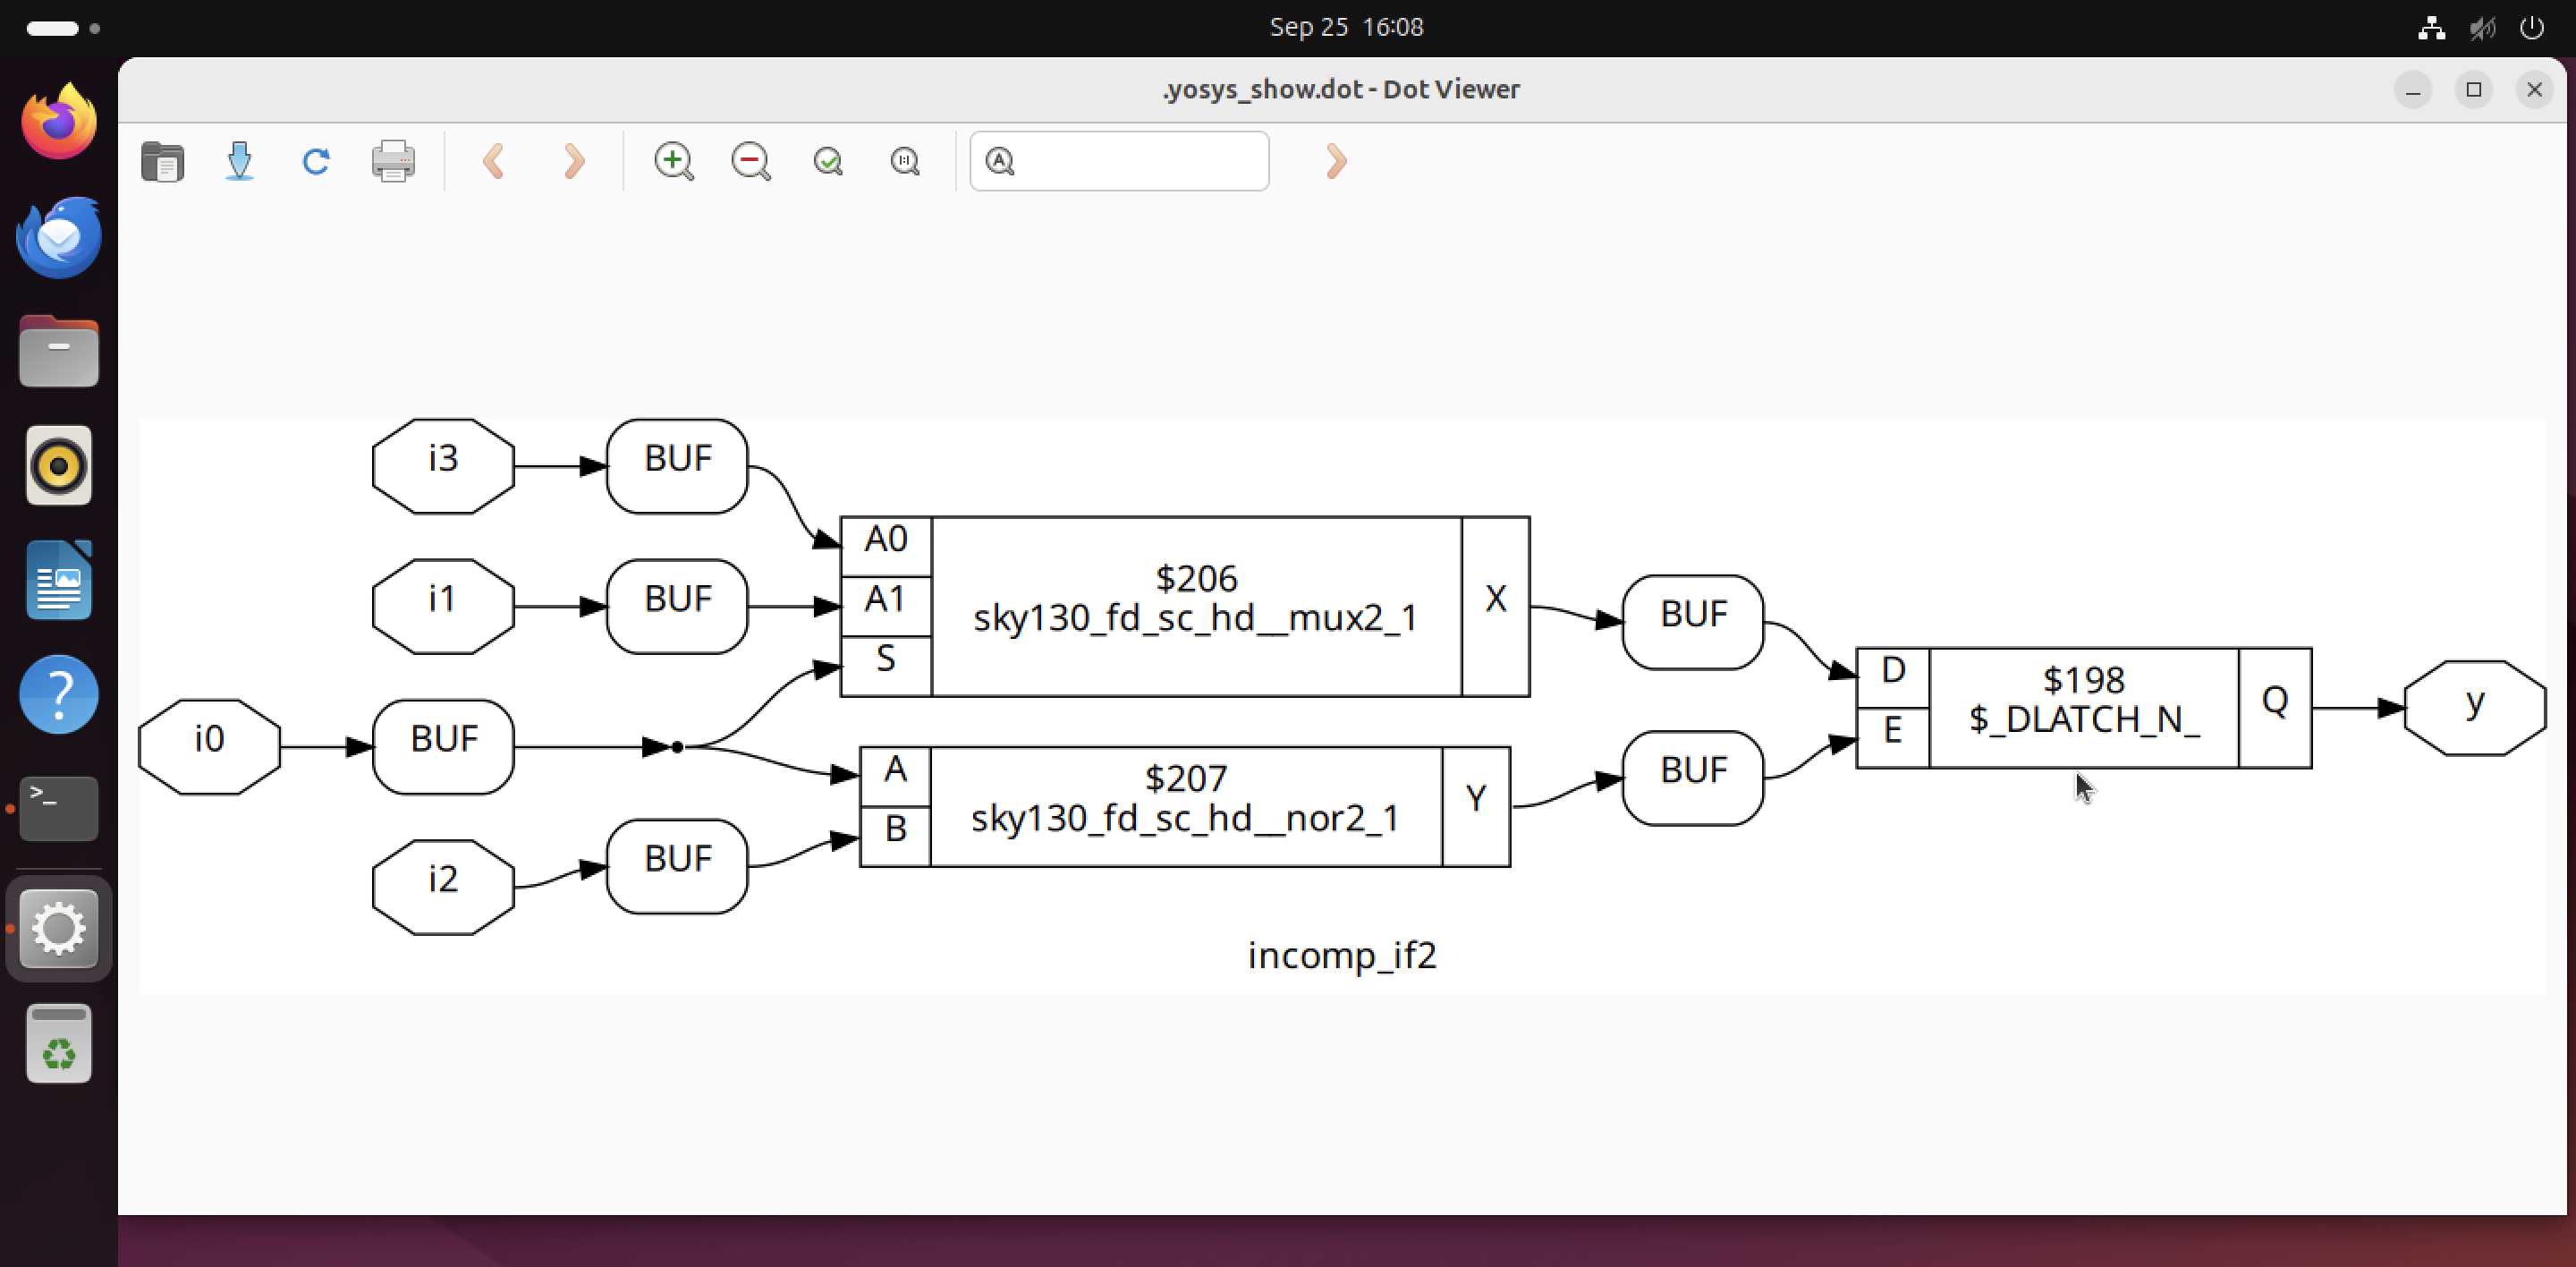 Sep 25 16:08
.yosys_show.dot - Dot Viewer
i3
BUF
A0
i1
BUF
A1
S
$206
sky130_fd_sc_hd__mux2_1
X
BUF
i0
BUF
A
B
$207
sky130_fd_sc_hd__nor2_1
Y
BUF
i2
BUF
D
E
$198
$_DLATCH_N_
Q
y
incomp_if2